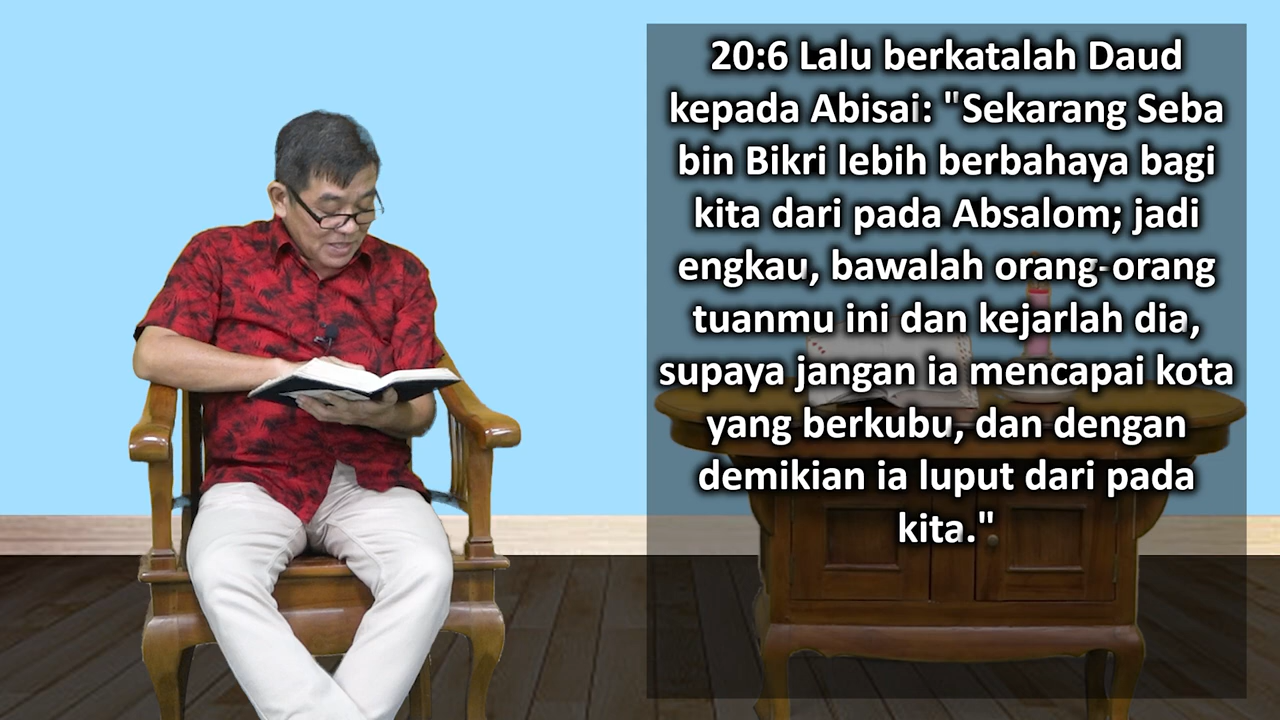 20:6 Lalu berkatalah Daud
kepada Abisai: "Sekarang Seba
bin Bikri lebih berbahaya bagi
kita dari pada Absalom; jadi
engkau, bawalah orang-orang
tuanmu ini dan kejarlah dia,
supaya jangan ia mencapai kota
yang berkubu, dan dengan
demikian ia luput dari pada
kita."